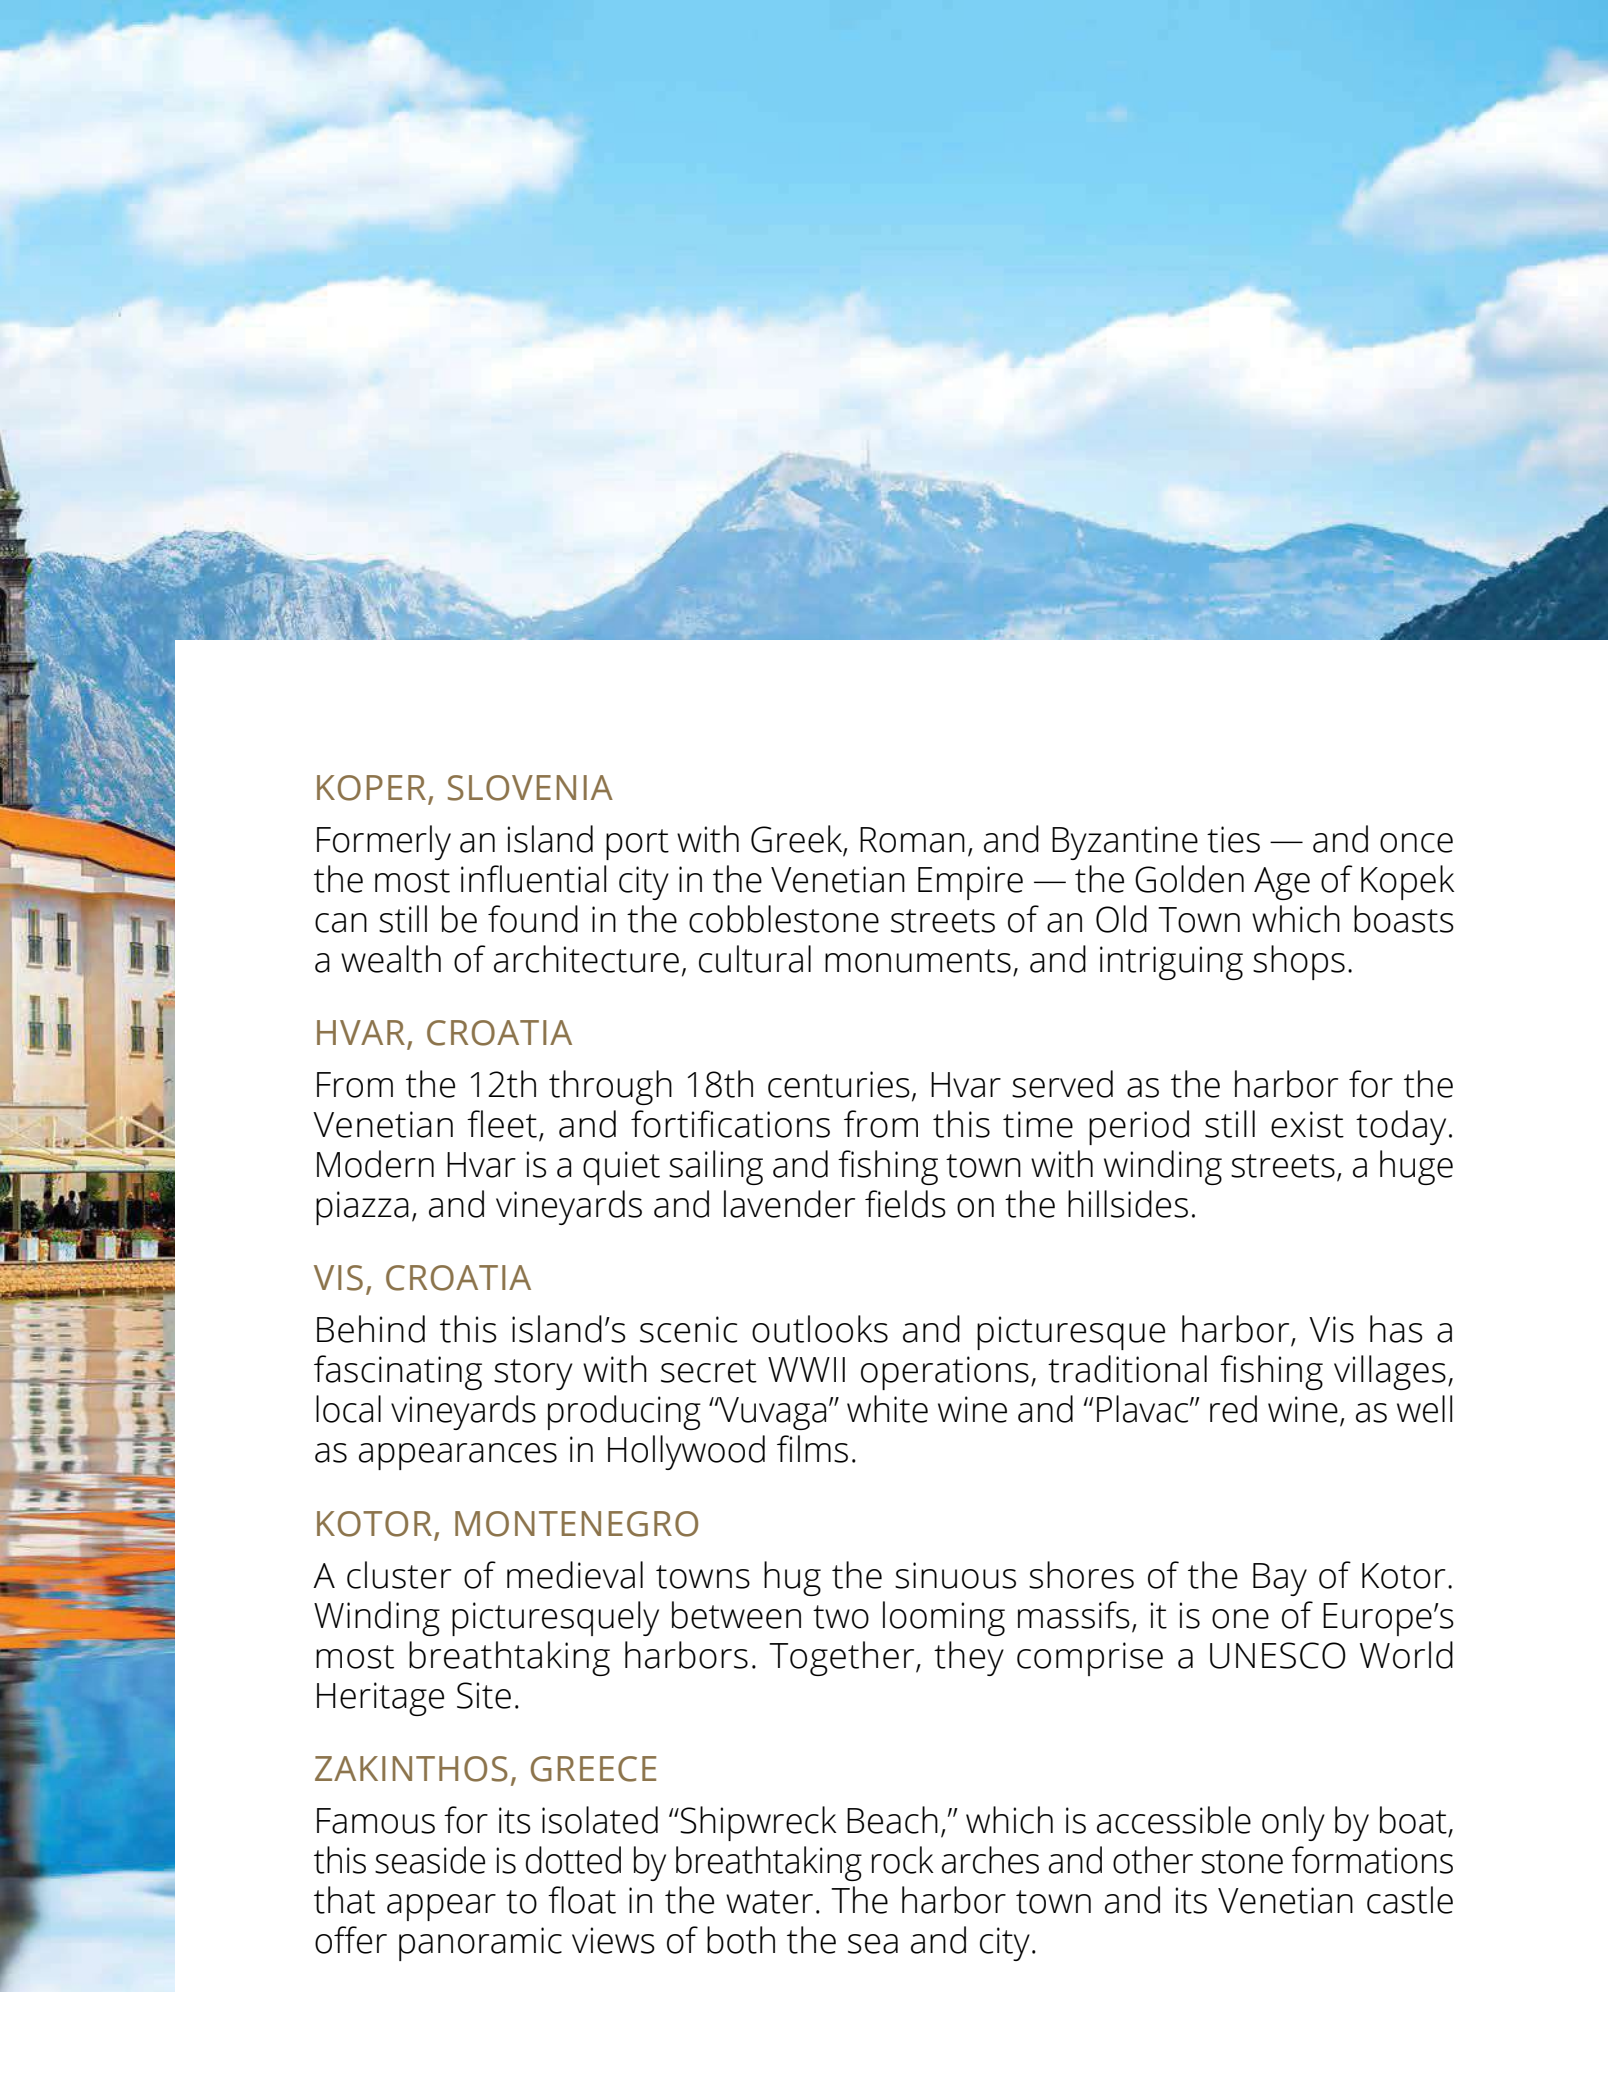 KOPER, SLOVENIA
Formerly an island port with Greek, Roman, and Byzantine ties — and once
the most influential city in the Venetian Empire — the Golden Age of Kopek
can still be found in the cobblestone streets of an Old Town which boasts
a wealth of architecture, cultural monuments, and intriguing shops.
HVAR, CROATIA
From the 12th through 18th centuries, Hvar served as the harbor for the
Venetian fleet, and fortifications from this time period still exist today.
Modern Hvar is a quiet sailing and fishing town with winding streets, a huge
piazza, and vineyards and lavender fields on the hillsides.
VIS, CROATIA
Behind this island’s scenic outlooks and picturesque harbor, Vis has a
fascinating story with secret WWII operations, traditional fishing villages,
local vineyards producing “Vuvaga” white wine and “Plavac” red wine, as well
as appearances in Hollywood films.
KOTOR, MONTENEGRO
A cluster of medieval towns hug the sinuous shores of the Bay of Kotor.
Winding picturesquely between two looming massifs, it is one of Europe’s
most breathtaking harbors. Together, they comprise a UNESCO World
Heritage Site.
ZAKINTHOS, GREECE
Famous for its isolated “Shipwreck Beach,” which is accessible only by boat,
this seaside is dotted by breathtaking rock arches and other stone formations
that appear to float in the water. The harbor town and its Venetian castle
offer panoramic views of both the sea and city.